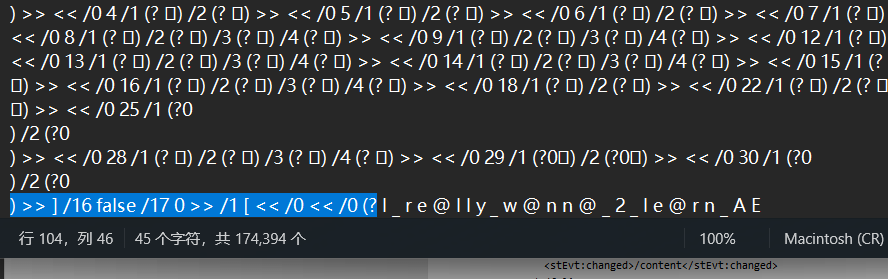 ) >> << /0 4 /1 (? ▯) /2 (? ▯) >> << /0 5 /1 (? ▯) /2 (? ▯) >> << /0 6 /1 (? ▯) /2 (? ▯) >> << /0 7 /1 (? ▯)
<< /0 8 /1 (? ▯) /2 (? ▯) /3 (? ▯) /4 (? ▯) >> << /0 9 /1 (? ▯) /2 (? ▯) /3 (? ▯) /4 (? ▯) >> << /0 12 /1 (? ▯)
<< /0 13 /1 (? ▯) /2 (? ▯) /3 (? ▯) /4 (? ▯) >> << /0 14 /1 (? ▯) /2 (? ▯) /3 (? ▯) /4 (? ▯) >> << /0 15 /1 (?
▯) >> << /0 16 /1 (? ▯) /2 (? ▯) /3 (? ▯) /4 (? ▯) >> << /0 18 /1 (? ▯) /2 (? ▯) >> << /0 22 /1 (? ▯) /2 (?
▯) >> << /0 25 /1 (?0
) /2 (?0
) >> << /0 28 /1 (? ▯) /2 (? ▯) /3 (? ▯) /4 (? ▯) >> << /0 29 /1 (?0▯) /2 (?0▯) >> << /0 30 /1 (?0
) /2 (?0
) >> ] /16 false /17 0 >> /1 [ << /0 << /0 (? I _ r e @ l l y _ w @ n n @ _ 2 _ l e @ r n _ A E
行 104，列 46 45 个字符，共 174,394 个 100% Macintosh (CR)
<stEvt:changed>/content</stEvt:changed>